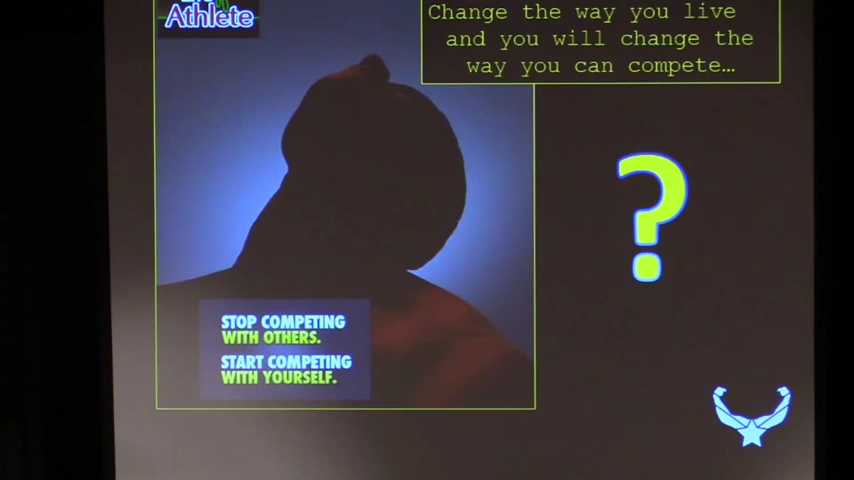 Athlete
Change the way you live
and you will change the
way you can compete…
?
STOP COMPETING
WITH OTHERS.
START COMPETING
WITH YOURSELF.